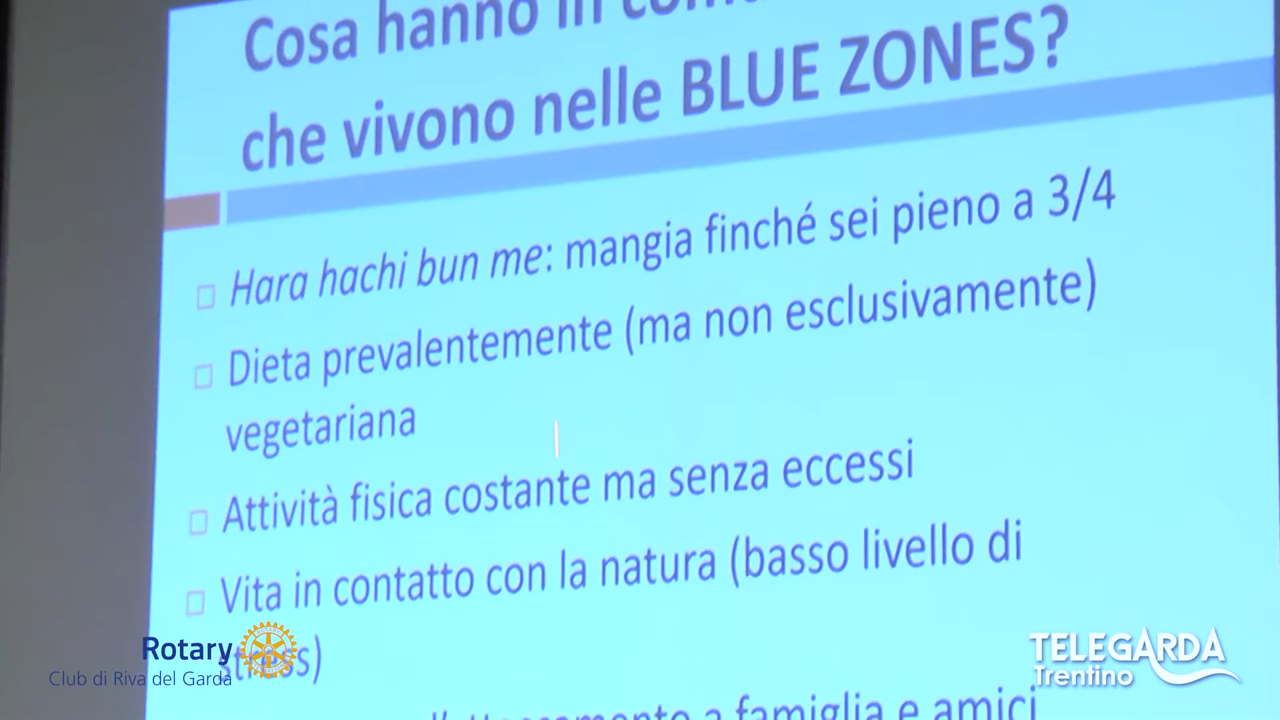 Cosa hanno in
che vivono nelle BLUE ZONES?
Hara hachi bun me: mangia finché sei pieno a 3/4
Dieta prevalentemente (ma non esclusivamente)
vegetariana
Attività fisica costante ma senza eccessi
Vita in contatto con la natura (basso livello di
stress)
a famiglia e amici
Rotary
Club di Riva del Garda
TELEGARDA
Trentino